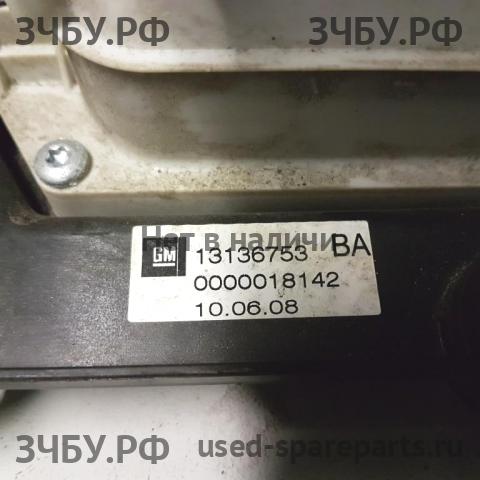 ЗЧБУ.РФ ЗЧБУ.РФ
Нет в наличии
GM 13136753 BA
0000018142
10.06.08
ЗЧБУ.РФ used-spareparts.ru